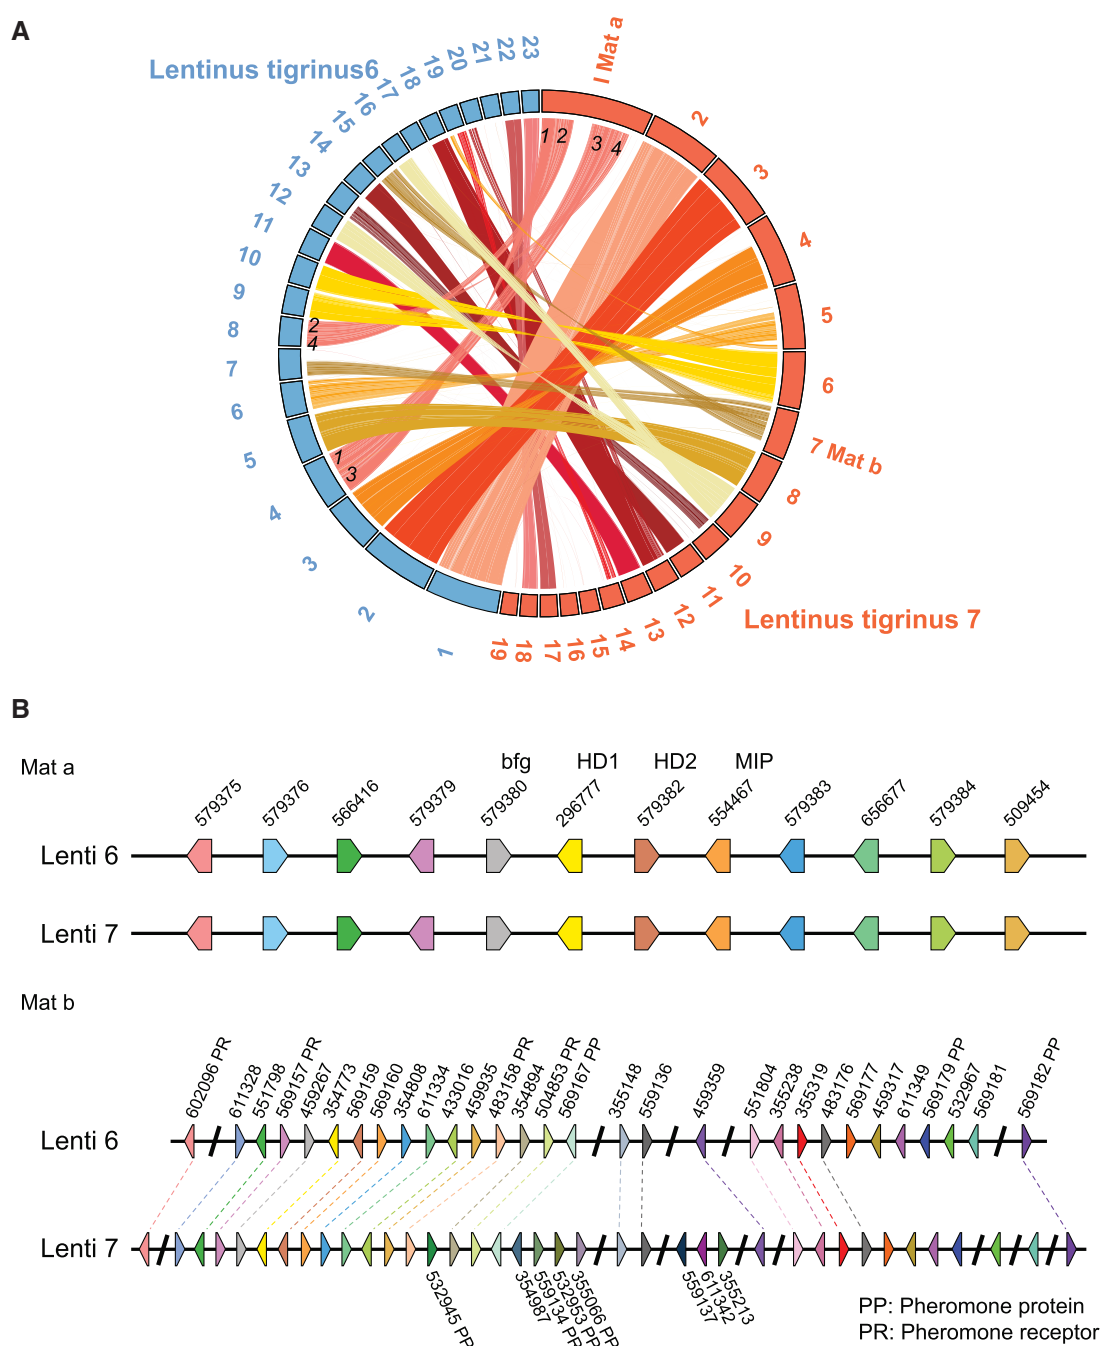 A
Lentinus tigrinus6
23
22
21
20
19
18
17
16
15
14
13
12
11
10
9
8
7
6
5
4
3
2
1
I Mat a
2
3
4
5
6
7 Mat b
8
9
10
11
12
13
14
15
16
17
18
19
Lentinus tigrinus 7
1 2 3 4
2
4
1
3
B
Mat a
bfg HD1 HD2 MIP
579375 579376 566416 579379 579380 296777 579382 554467 579383 656677 579384 509454
Lenti 6
Lenti 7
Mat b
602096 PR 611328 551798 569157 PR 459267 354773 569159 569160 354808 611334 433016 459935 483158 PR 354894 504853 PR 569167 PP 355148 559136 459359 551804 355238 355319 483176 569177 459317 611349 569179 PP 532967 569181 569182 PP
Lenti 6
Lenti 7
532945 PR 354987 559134 PR 532953 PR 355066 PP 559137 611342 355213
PP: Pheromone protein
PR: Pheromone receptor